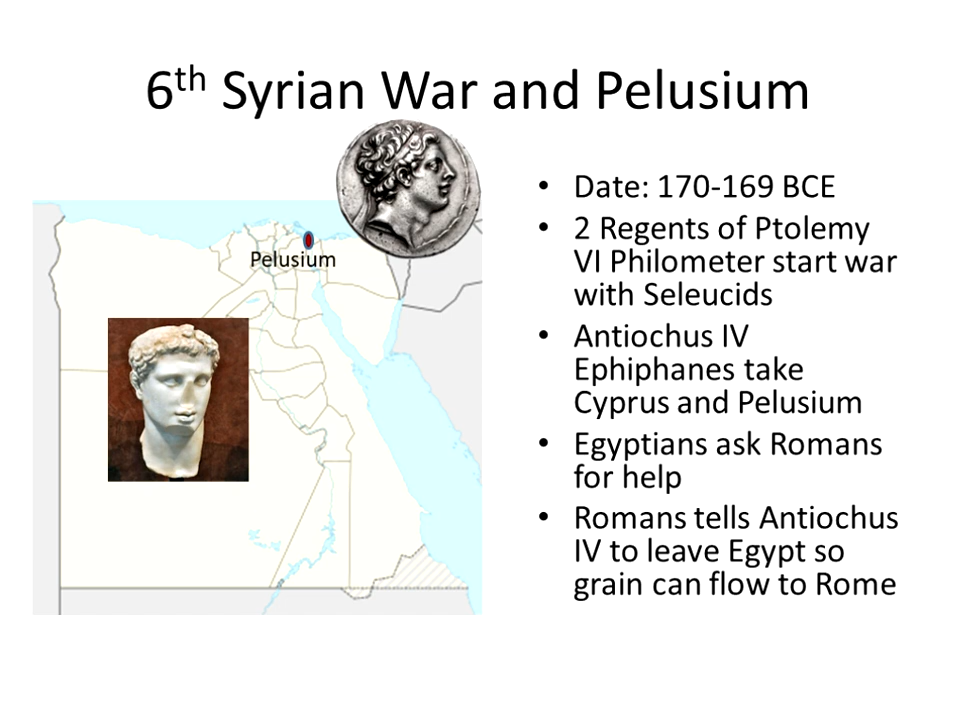 6th Syrian War and Pelusium
Pelusium
• Date: 170-169 BCE
• 2 Regents of Ptolemy
VI Philometer start war
with Seleucids
• Antiochus IV
Ephiphanes take
Cyprus and Pelusium
• Egyptians ask Romans
for help
• Romans tells Antiochus
IV to leave Egypt so
grain can flow to Rome